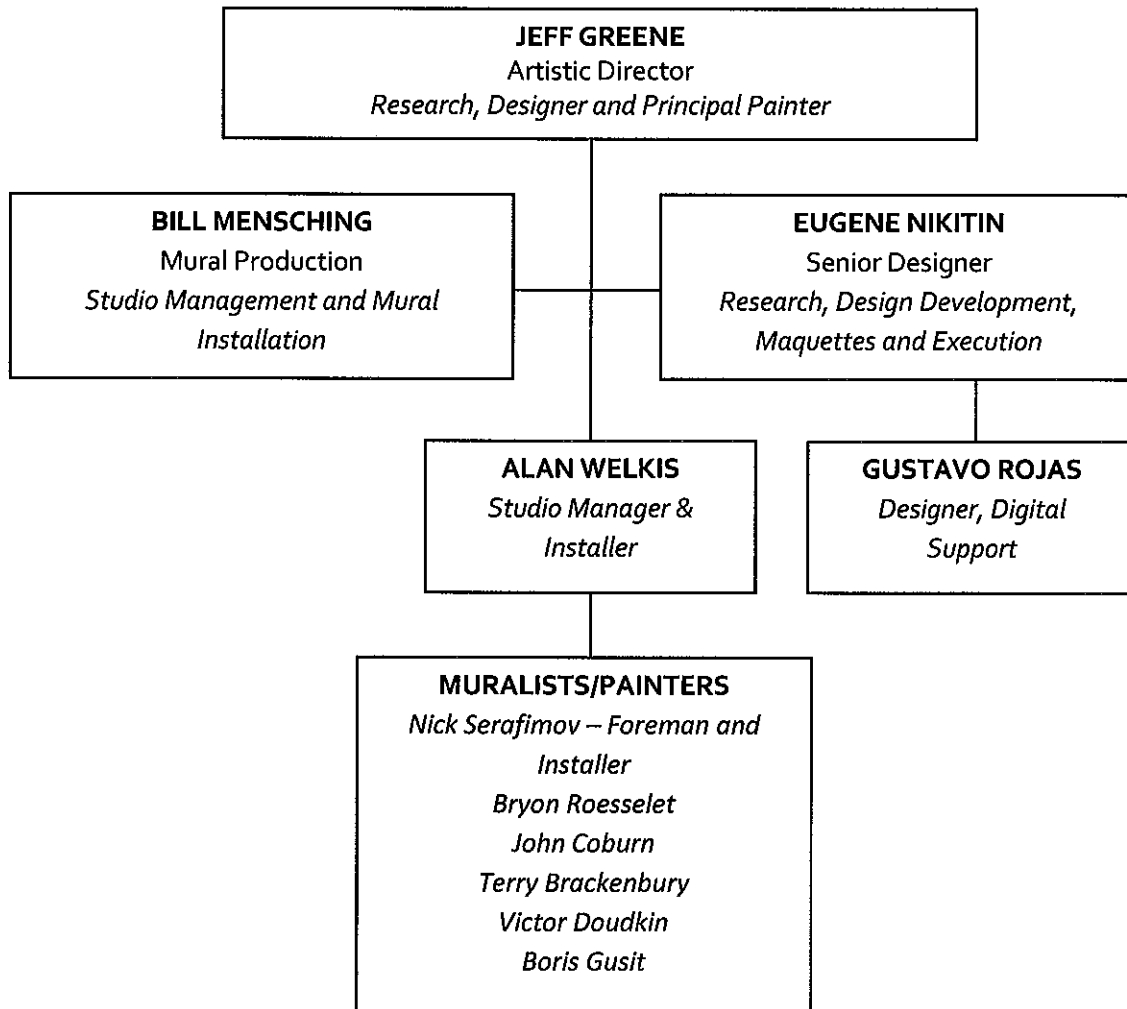 JEFF GREENE
Artistic Director
Research, Designer and Principal Painter
BILL MENSCHING
Mural Production
Studio Management and Mural
Installation
EUGENE NIKITIN
Senior Designer
Research, Design Development,
Maquettes and Execution
ALAN WELKIS
Studio Manager &
Installer
GUSTAVO ROJAS
Designer, Digital
Support
MURALISTS/PAINTERS
Nick Serafimov – Foreman and
Installer
Bryon Roesselet
John Coburn
Terry Brackenbury
Victor Doudkin
Boris Gusit